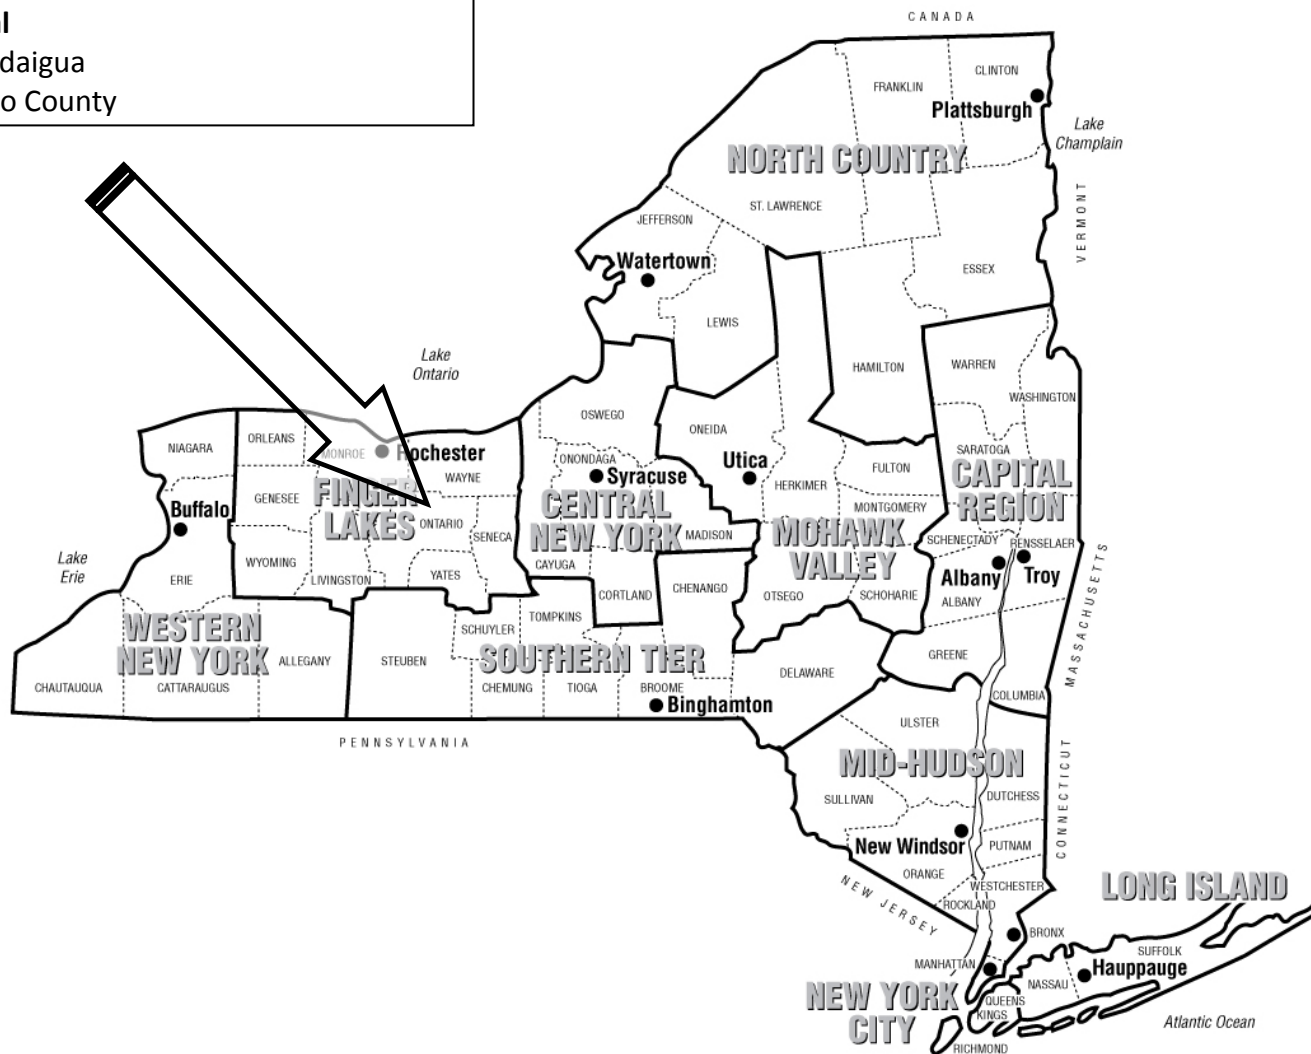 al
daigua
o County
CANADA
CLINTON
FRANKLIN
Plattsburgh
Lake
Champlain
NORTH COUNTRY
VERMONT
ST. LAWRENCE
JEFFERSON
Watertown
ESSEX
LEWIS
Lake
Ontario
HAMILTON
WARREN
WASHINGTON
OSWEGO
ONEIDA
NIAGARA
ORLEANS
MONROE
Rochester
WAYNE
ONONDAGA
Syracuse
Utica
HERKIMER
FULTON
SARATOGA
CAPITAL
REGION
GENESEE
FINGER
LAKES
ONTARIO
SENECA
CENTRAL
NEW YORK
MADISON
MONTGOMERY
MOHAWK
VALLEY
SCHENECTADY
RENSSELAER
Buffalo
Lake
Erie
ERIE
WYOMING
LIVINGSTON
YATES
CAYUGA
CORTLAND
CHENANGO
OTSEGO
SCHOHARIE
Albany
Troy
ALBANY
MASSACHUSETTS
WESTERN
NEW YORK
TOMPKINS
SCHUYLER
SOUTHERN TIER
ALLEGANY
STEUBEN
DELAWARE
GREENE
CHAUTAUQUA
CATTARAUGUS
CHEMUNG
TIOGA
BROOME
Binghamton
COLUMBIA
PENNSYLVANIA
ULSTER
MID-HUDSON
SULLIVAN
DUTCHESS
CONNECTICUT
New Windsor
PUTNAM
ORANGE
WESTCHESTER
ROCKLAND
NEW JERSEY
LONG ISLAND
BRONX
SUFFOLK
MANHATTAN
Hauppauge
NASSAU
NEW YORK
CITY
QUEENS
KINGS
Atlantic Ocean
RICHMOND